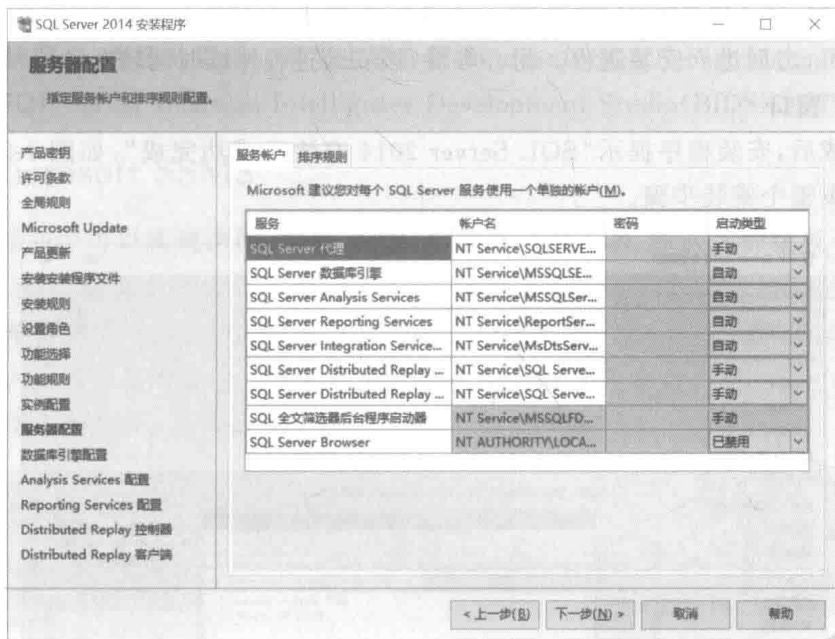 SQL Server 2014 安装程序
服务器配置
指定服务帐户和排序规则配置。
产品密钥
许可条款
全局规则
Microsoft Update
产品更新
安装安装程序文件
安装规则
设置角色
功能选择
功能规则
实例配置
服务器配置
数据库引擎配置
Analysis Services 配置
Reporting Services 配置
Distributed Replay 控制器
Distributed Replay 客户端
服务帐户 排序规则
Microsoft 建议您对每个 SQL Server 服务使用一个单独的帐户(M)。
服务 帐户名 密码 启动类型
SQL Server 代理 NT Service\SQLSERVE... 手动
SQL Server 数据库引擎 NT Service\MSSQLSE... 自动
SQL Server Analysis Services NT Service\MSSQLSer... 自动
SQL Server Reporting Services NT Service\ReportSer... 自动
SQL Server Integration Service... NT Service\MsDtsServ... 自动
SQL Server Distributed Replay ... NT Service\SQL Serve... 手动
SQL Server Distributed Replay ... NT Service\SQL Serve... 手动
SQL 全文筛选器后台程序启动器 NT Service\MSSQLFD... 手动
SQL Server Browser NT AUTHORITY\LOCA... 已禁用
< 上一步(B) 下一步(N) > 取消 帮助